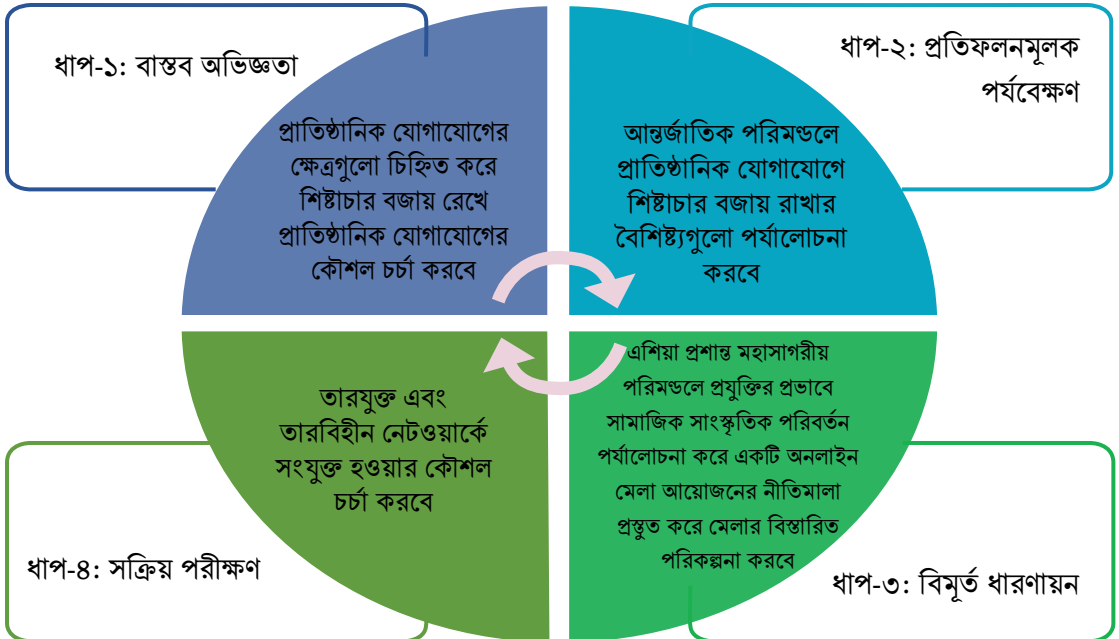 ধাপ-১: বাস্তব অভিজ্ঞতা
প্রাতিষ্ঠানিক যোগাযোগের
ক্ষেত্রগুলো চিহ্নিত করে
শিষ্টাচার বজায় রেখে
প্রাতিষ্ঠানিক যোগাযোগের
কৌশল চর্চা করবে
ধাপ-২: প্রতিফলনমূলক
পর্যবেক্ষণ
আন্তর্জাতিক পরিমণ্ডলে
প্রাতিষ্ঠানিক যোগাযোগে
শিষ্টাচার বজায় রাখার
বৈশিষ্ট্যগুলো পর্যালোচনা
করবে
এশিয়া প্রশান্ত মহাসাগরীয়
পরিমন্ডলে প্রযুক্তির প্রভাবে
সামাজিক সাংস্কৃতিক পরিবর্তন
পর্যালোচনা করে একটি অনলাইন
মেলা আয়োজনের নীতিমালা
প্রস্তুত করে মেলার বিস্তারিত
পরিকল্পনা করবে
ধাপ-৩: বিমূর্ত ধারণায়ন
তারযুক্ত এবং
তারবিহীন নেটওয়ার্কে
সংযুক্ত হওয়ার কৌশল
চর্চা করবে
ধাপ-৪: সক্রিয় পরীক্ষণ